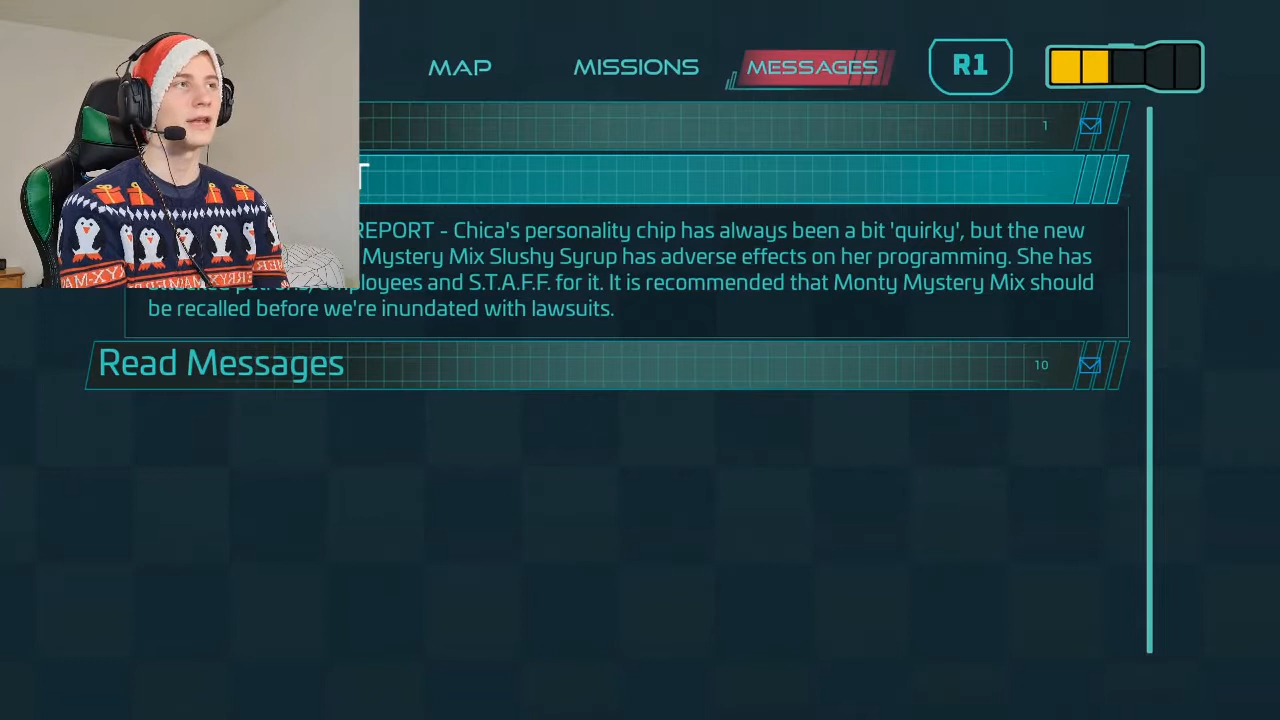 MAP
MISSIONS
MESSAGES
R1
1
T
REPORT - Chica's personality chip has always been a bit 'quirky', but the new
Mystery Mix Slushy Syrup has adverse effects on her programming. She has
employees and S.T.A.F.F. for it. It is recommended that Monty Mystery Mix should
be recalled before we're inundated with lawsuits.
Read Messages
10